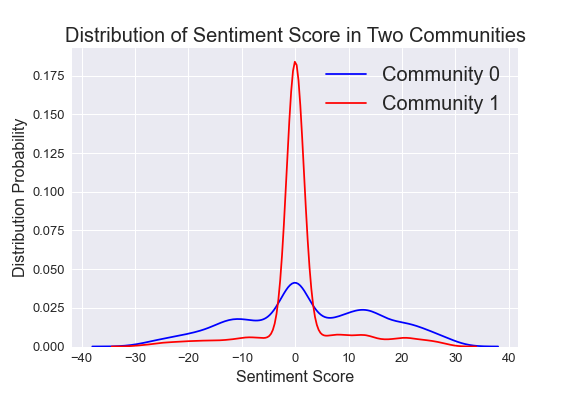 Distribution of Sentiment Score in Two Communities
Community 0
Community 1
Distribution Probability
0.175
0.150
0.125
0.100
0.075
0.050
0.025
0.000
−40 −30 −20 −10 0 10 20 30 40
Sentiment Score